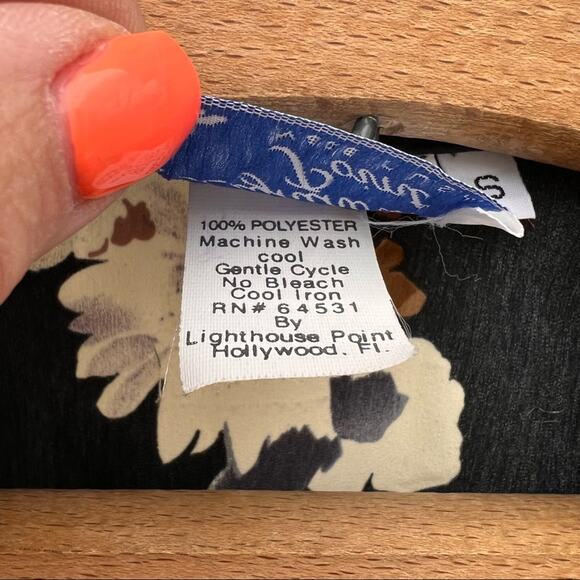 S
100% POLYESTER
Machine Wash
cool
Gentle Cycle
No Bleach
Cool Iron
RN# 64531
By
Lighthouse Point
Hollywood. Fl.